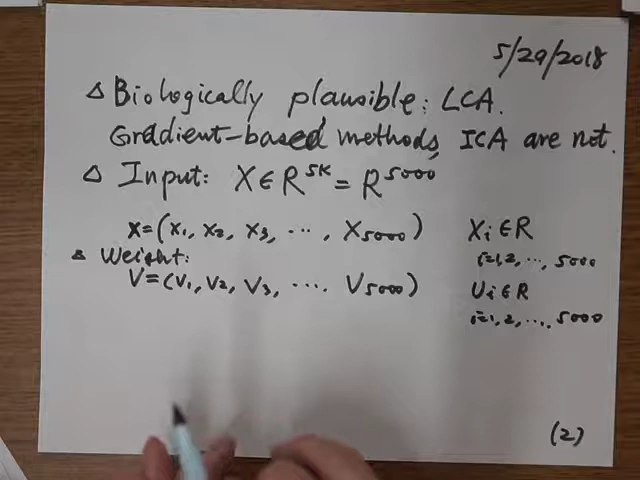 5/29/2018
△ Biologically plausible: LCA.
Gradient-based methods, ICA are not.
△ Input: X ∈ R^5K = R^5000
x = (x₁, x₂, x₃, ..., X₅₀₀₀) Xᵢ ∈ R
i=1,2, ..., 5000
△ Weight:
V = (V₁, V₂, V₃, .... V₅₀₀₀) Uᵢ ∈ R
i=1, 2, ..., 5000
(2)